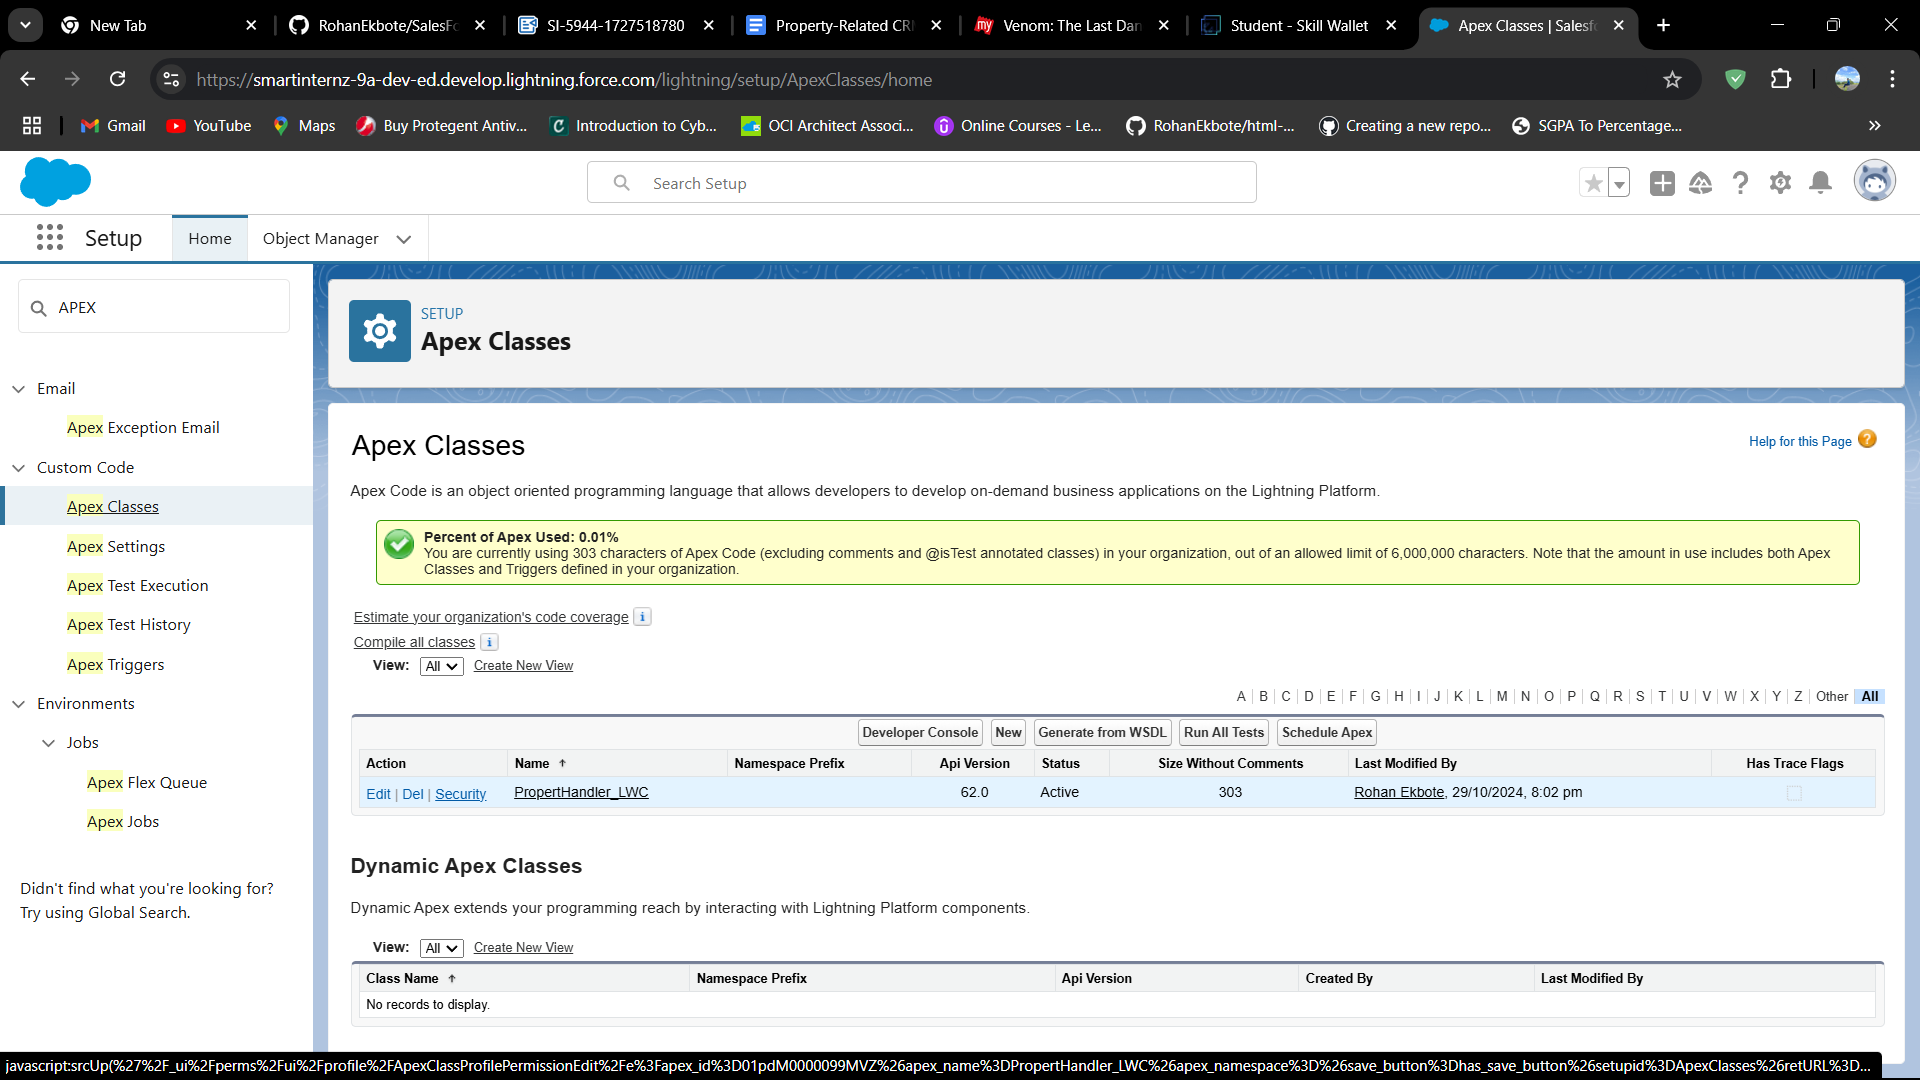 New Tab
RohanEkbote/SalesFo
SI-5944-1727518780
Property-Related CRM
Venom: The Last Dan
Student - Skill Wallet
Apex Classes | Salesfo
https://smartinternz-9a-dev-ed.develop.lightning.force.com/lightning/setup/ApexClasses/home
Gmail
YouTube
Maps
Buy Protegent Antiv...
Introduction to Cyb...
OCI Architect Associ...
Online Courses - Le...
RohanEkbote/html-...
Creating a new repo...
SGPA To Percentage...
Search Setup
Setup
Home
Object Manager
APEX
Email
Apex Exception Email
Custom Code
Apex Classes
Apex Settings
Apex Test Execution
Apex Test History
Apex Triggers
Environments
Jobs
Apex Flex Queue
Apex Jobs
Didn't find what you're looking for?
Try using Global Search.
SETUP
Apex Classes
Apex Classes
Help for this Page
Apex Code is an object oriented programming language that allows developers to develop on-demand business applications on the Lightning Platform.
Percent of Apex Used: 0.01%
You are currently using 303 characters of Apex Code (excluding comments and @isTest annotated classes) in your organization, out of an allowed limit of 6,000,000 characters. Note that the amount in use includes both Apex
Classes and Triggers defined in your organization.
Estimate your organization's code coverage i
Compile all classes i
View: All Create New View
A B C D E F G H I J K L M N O P Q R S T U V W X Y Z Other All
Developer Console New Generate from WSDL Run All Tests Schedule Apex
Action Name Namespace Prefix Api Version Status Size Without Comments Last Modified By Has Trace Flags
Edit | Del | Security PropertHandler_LWC 62.0 Active 303 Rohan Ekbote, 29/10/2024, 8:02 pm
Dynamic Apex Classes
Dynamic Apex extends your programming reach by interacting with Lightning Platform components.
View: All Create New View
Class Name Namespace Prefix Api Version Created By Last Modified By
No records to display.
javascript:srcUp(%27%2F_ui%2Fperms%2Fui%2Fprofile%2FApexClassProfilePermissionEdit%2Fe%3Fapex_id%3D01pdM0000099MVZ%26apex_name%3DPropertHandler_LWC%26apex_namespace%3D%26save_button%3Dhas_save_button%26setupid%3DApexClasses%26retURL%3D...